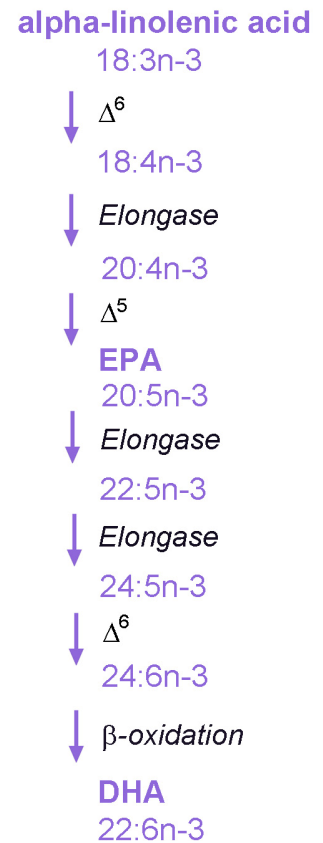 alpha-linolenic acid
18:3n-3
Δ⁶
18:4n-3
Elongase
20:4n-3
Δ⁵
EPA
20:5n-3
Elongase
22:5n-3
Elongase
24:5n-3
Δ⁶
24:6n-3
β-oxidation
DHA
22:6n-3